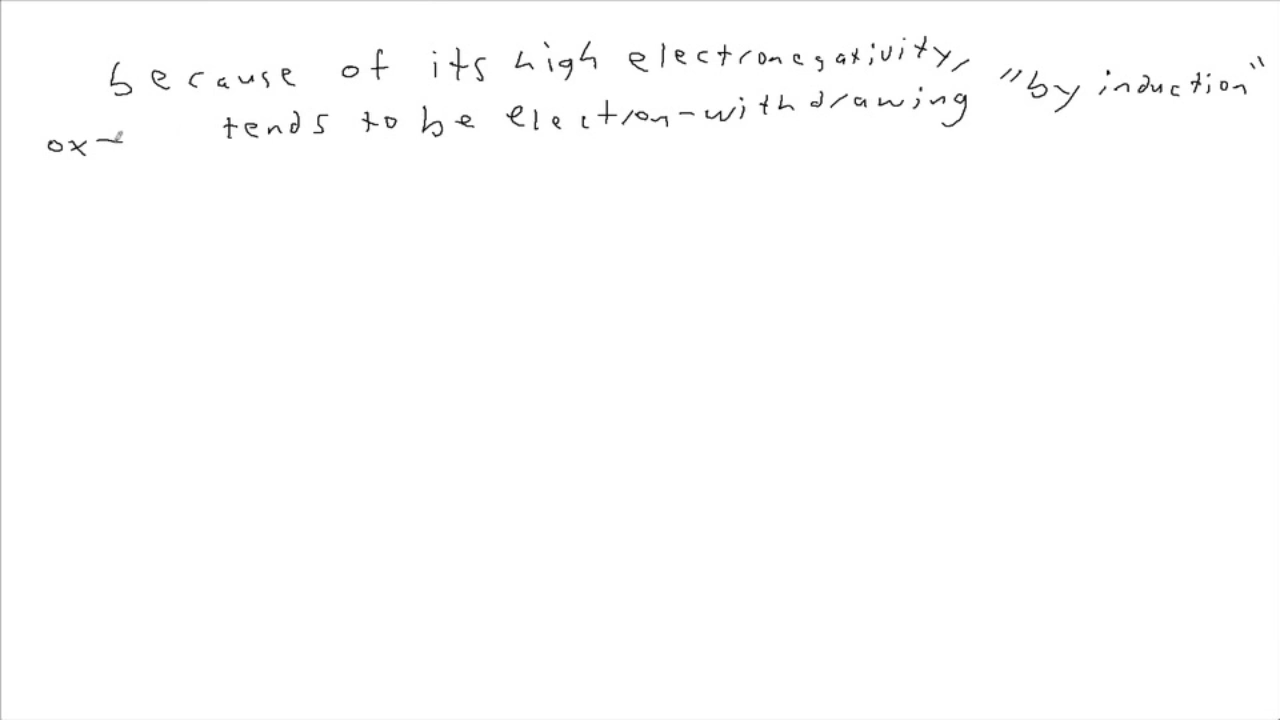 because of its high electronegativity,
ox tends to be electron-withdrawing "by induction"